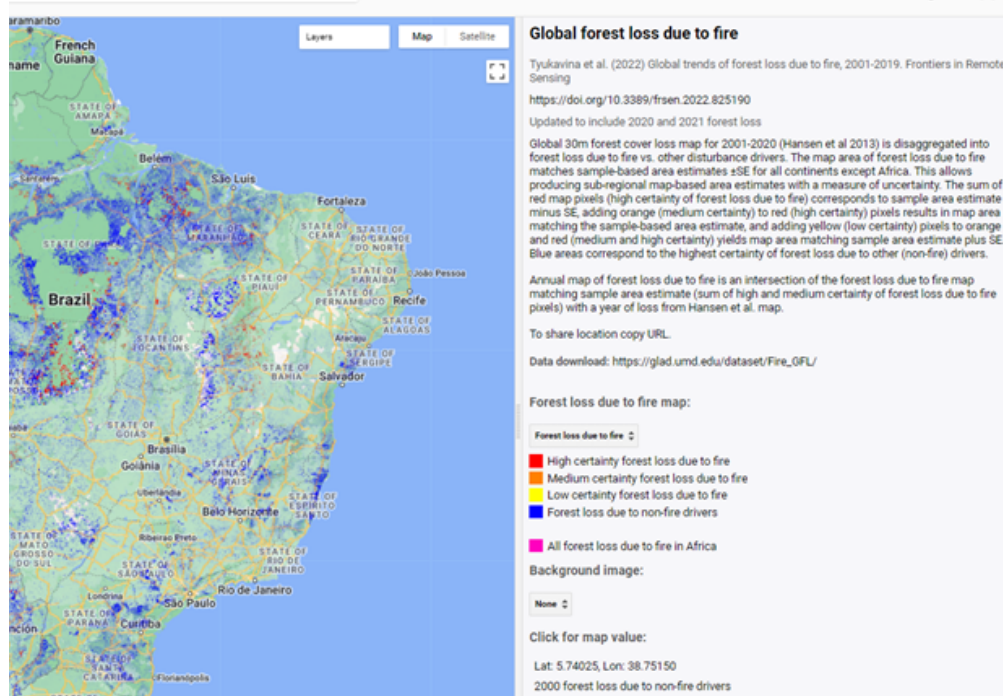 Paramaribo
French
Guiana
name
Layers
Map
Satellite
STATE OF
AMAPÁ
Macapá
Belém
Santarém
São Luís
Fortaleza
STATE OF
MARANHÃO
STATE OF
CEARÁ
STATE OF
RIO GRANDE
DO NORTE
STATE OF
PARAÍBA
João Pessoa
STATE OF
PIAUÍ
STATE OF
PERNAMBUCO
Recife
STATE OF
ALAGOAS
Brazil
STATE OF
TOCANTINS
Aracaju
STATE OF
SERGIPE
STATE OF
BAHIA
Salvador
STATE OF
GOIÁS
Brasília
Goiânia
STATE OF
MINAS
GERAIS
Uberlândia
Belo Horizonte
STATE OF
ESPÍRITO
SANTO
STATE OF
MATO
GROSSO
DO SUL
Ribeirao Preto
STATE OF
SÃO PAULO
STATE OF
RIO DE
JANEIRO
Rio de Janeiro
Londrina
São Paulo
STATE OF
PARANÁ
Curitiba
nción
STATE OF
SANTA
CATARINA
Florianópolis
Global forest loss due to fire
Tyukavina et al. (2022) Global trends of forest loss due to fire, 2001-2019. Frontiers in Remote
Sensing
https://doi.org/10.3389/frsen.2022.825190
Updated to include 2020 and 2021 forest loss
Global 30m forest cover loss map for 2001-2020 (Hansen et al 2013) is disaggregated into
forest loss due to fire vs. other disturbance drivers. The map area of forest loss due to fire
matches sample-based area estimates ±SE for all continents except Africa. This allows
producing sub-regional map-based area estimates with a measure of uncertainty. The sum of
red map pixels (high certainty of forest loss due to fire) corresponds to sample area estimate
minus SE, adding orange (medium certainty) to red (high certainty) pixels results in map area
matching the sample-based area estimate, and adding yellow (low certainty) pixels to orange
and red (medium and high certainty) yields map area matching sample area estimate plus SE.
Blue areas correspond to the highest certainty of forest loss due to other (non-fire) drivers.
Annual map of forest loss due to fire is an intersection of the forest loss due to fire map
matching sample area estimate (sum of high and medium certainty of forest loss due to fire
pixels) with a year of loss from Hansen et al. map.
To share location copy URL.
Data download: https://glad.umd.edu/dataset/Fire_GFL/
Forest loss due to fire map:
Forest loss due to fire
High certainty forest loss due to fire
Medium certainty forest loss due to fire
Low certainty forest loss due to fire
Forest loss due to non-fire drivers
All forest loss due to fire in Africa
Background image:
None
Click for map value:
Lat: 5.74025, Lon: 38.75150
2000 forest loss due to non-fire drivers